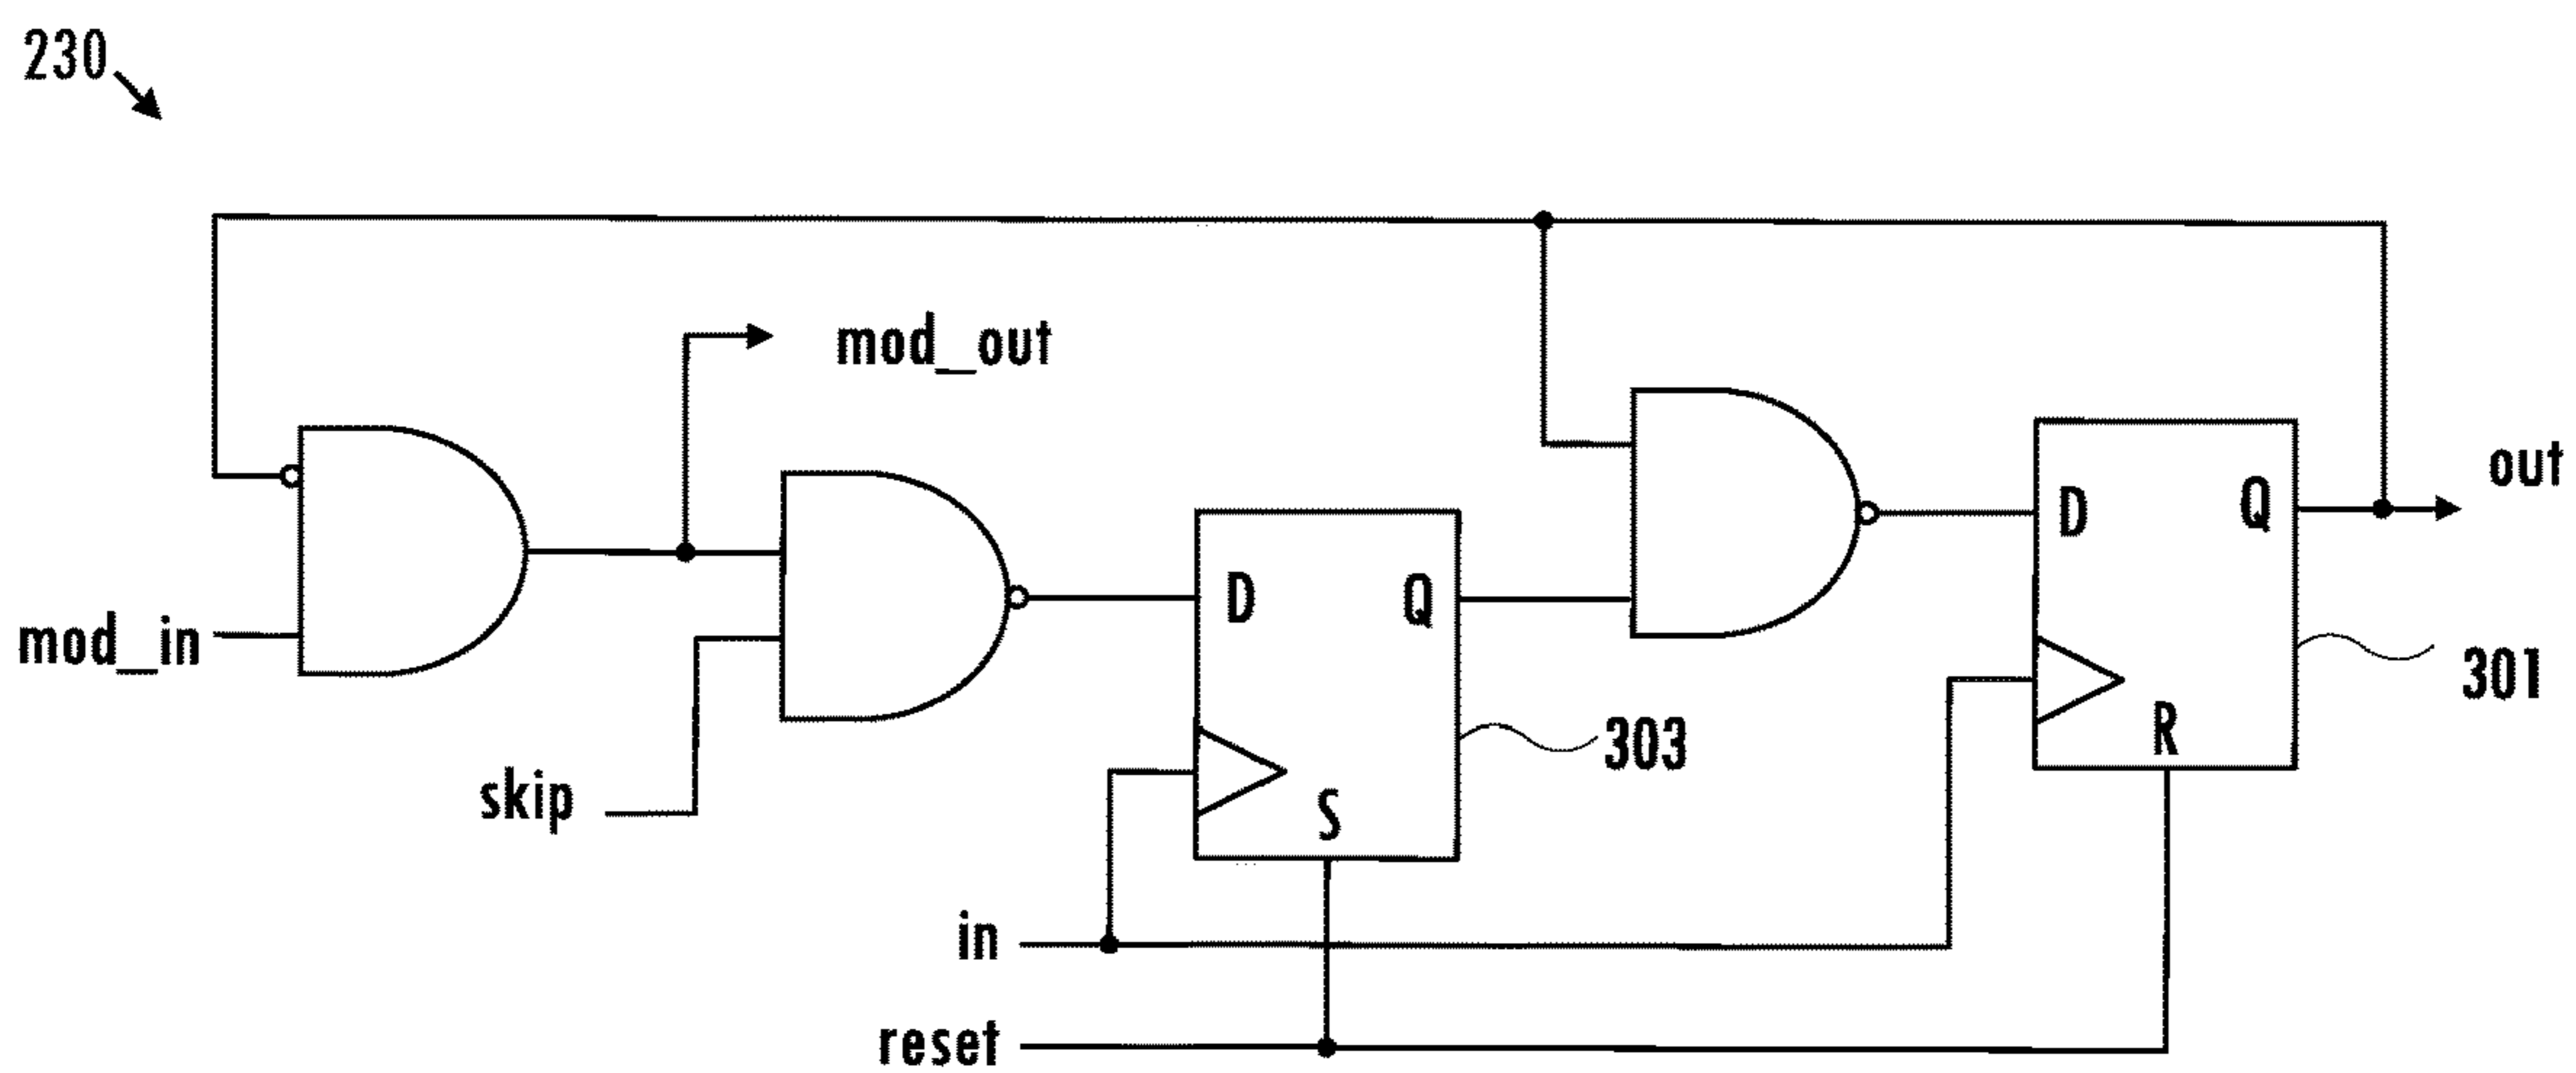 230
mod_out
out
D
Q
D
Q
mod_in
301
R
303
skip
S
in
reset